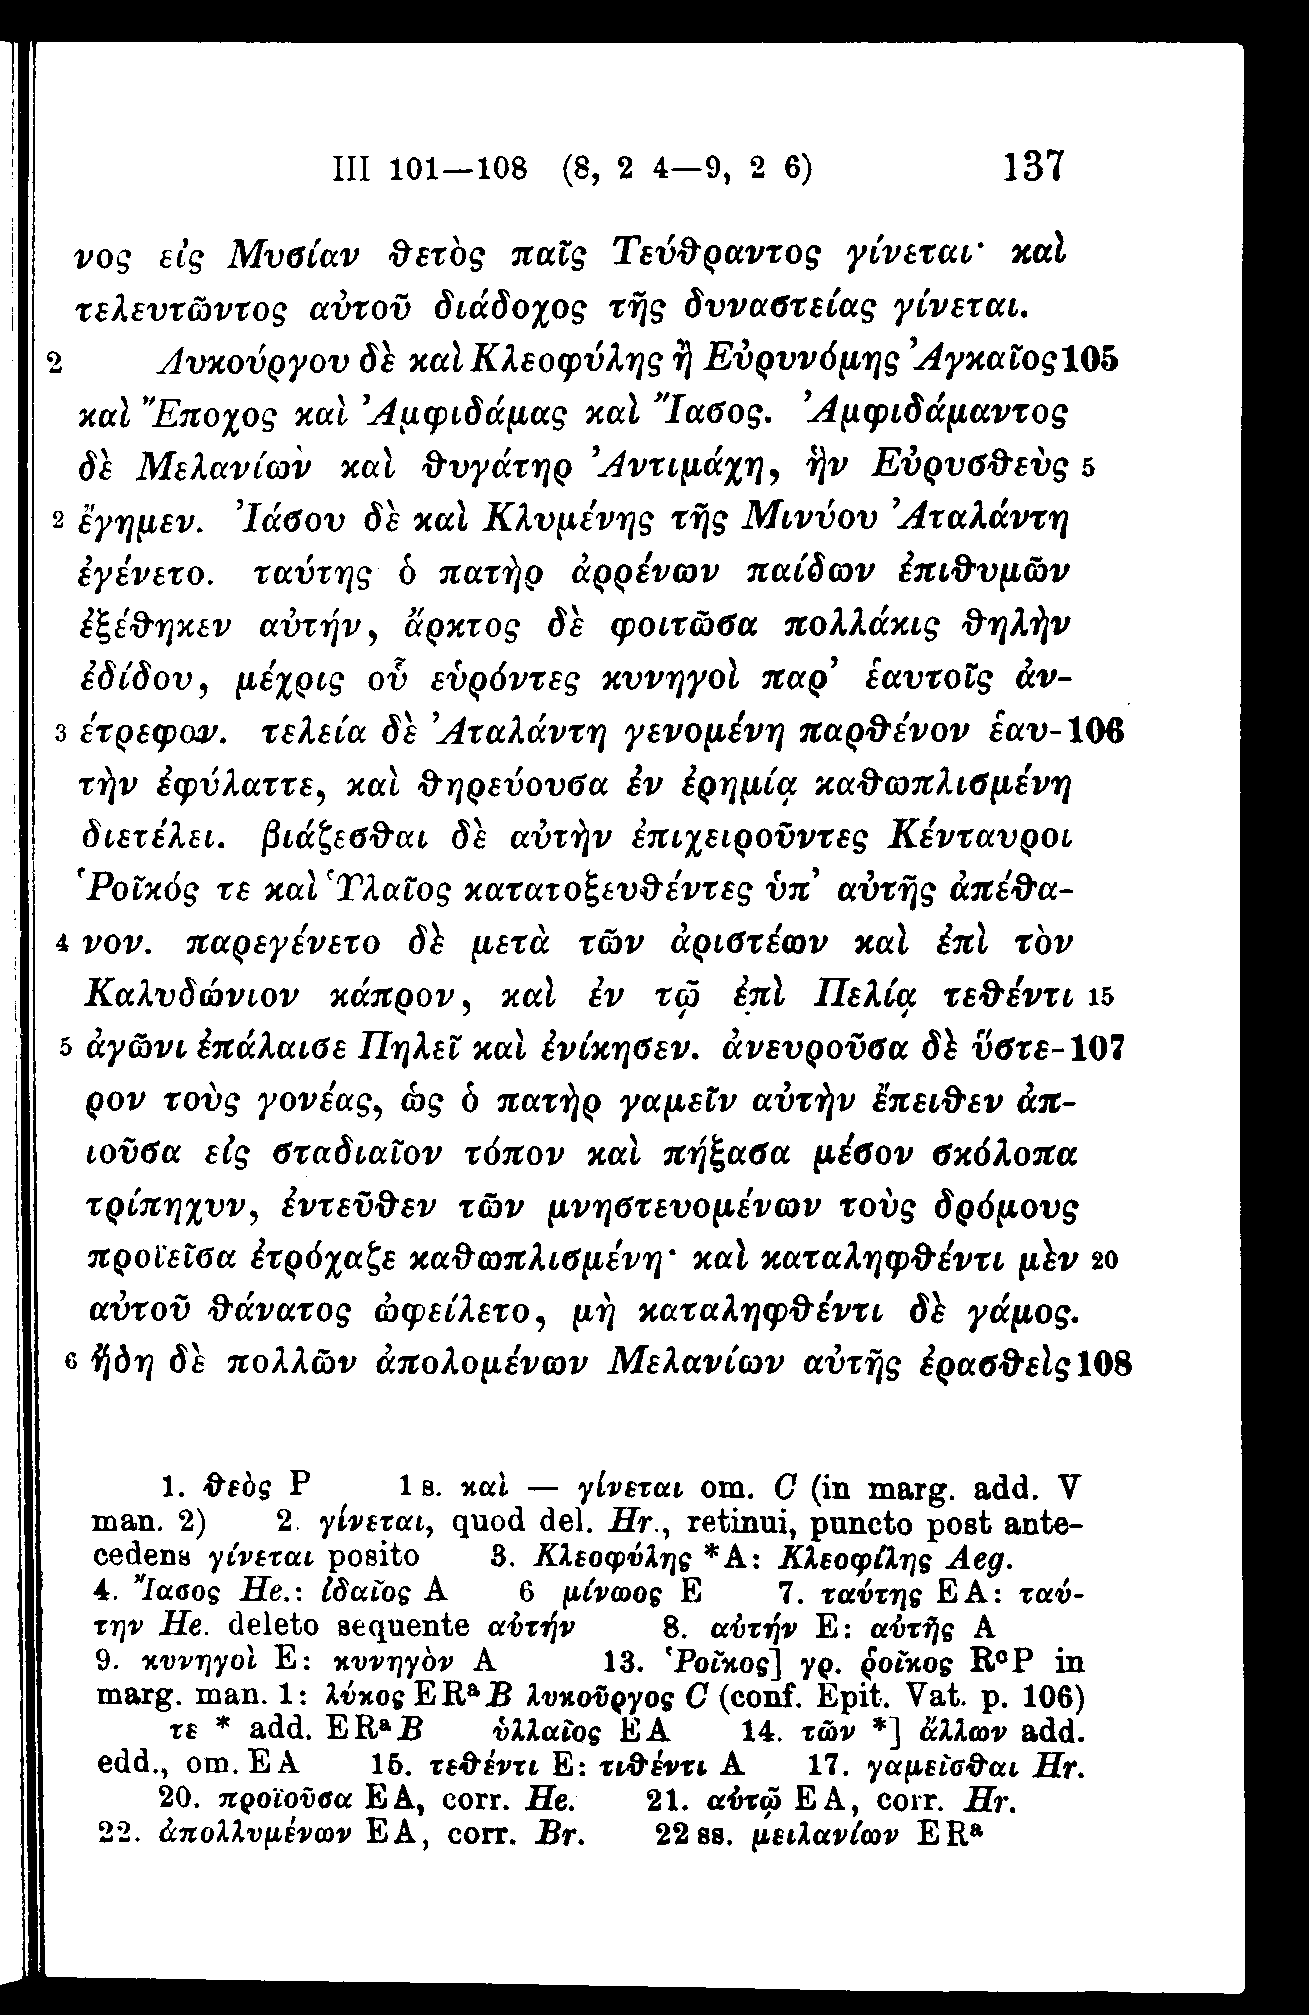 III 101—108 (8, 2 4—9, 2 6) 137
νος εἰς Μυσίαν θετὸς παῖς Τεύθραντος γίνεται· καὶ
τελευτῶντος αὐτοῦ διάδοχος τῆς δυναστείας γίνεται.
2 Λυκούργου δὲ καὶ Κλεοφύλης ἢ Εὐρυνόμης Ἀγκαῖος 105
καὶ Ἔποχος καὶ Ἀμφιδάμας καὶ Ἴασος. Ἀμφιδάμαντος
δὲ Μελανίων καὶ θυγάτηρ Ἀντιμάχη, ἣν Εὐρυσθεὺς 5
2 ἔγημεν. Ἰάσου δὲ καὶ Κλυμένης τῆς Μινύου Ἀταλάντη
ἐγένετο. ταύτης ὁ πατὴρ ἀρρένων παίδων ἐπιθυμῶν
ἐξέθηκεν αὐτήν, ἄρκτος δὲ φοιτῶσα πολλάκις θηλὴν
ἐδίδου, μέχρις οὗ εὑρόντες κυνηγοὶ παρ’ ἑαυτοῖς ἀν-
3 έτρεφον. τελεία δὲ Ἀταλάντη γενομένη παρθένον ἑαυ- 106
τὴν ἐφύλαττε, καὶ θηρεύουσα ἐν ἐρημίᾳ καθωπλισμένη
διετέλει. βιάζεσθαι δὲ αὐτὴν ἐπιχειροῦντες Κένταυροι
Ῥοῖκός τε καὶ Ὑλαῖος κατατοξευθέντες ὑπ’ αὐτῆς ἀπέθα-
4 νον. παρεγένετο δὲ μετὰ τῶν ἀριστέων καὶ ἐπὶ τὸν
Καλυδώνιον κάπρον, καὶ ἐν τῷ ἐπὶ Πελίᾳ τεθέντι 15
5 ἀγῶνι ἐπάλαισε Πηλεῖ καὶ ἐνίκησεν. ἀνευροῦσα δὲ ὕστε- 107
ρον τοὺς γονέας, ὡς ὁ πατὴρ γαμεῖν αὐτὴν ἔπειθεν ἀπ-
ιοῦσα εἰς σταδιαῖον τόπον καὶ πήξασα μέσον σκόλοπα
τρίπηχυν, ἐντεῦθεν τῶν μνηστευομένων τοὺς δρόμους
προϊεῖσα ἐτρόχαζε καθωπλισμένη· καὶ καταληφθέντι μὲν 20
αὐτοῦ θάνατος ὠφείλετο, μὴ καταληφθέντι δὲ γάμος.
6 ἤδη δὲ πολλῶν ἀπολομένων Μελανίων αὐτῆς ἐρασθεὶς 108
1. θεὸς P 1 s. καὶ — γίνεται om. C (in marg. add. V
man. 2) 2. γίνεται, quod del. Hr., retinui, puncto post ante-
cedens γίνεται posito 3. Κλεοφύλης *A: Κλεοφίλης Aeg.
4. Ἴασος He.: ἰδαῖος A 6 μίνωος E 7. ταύτης EA: ταύ-
την He. deleto sequente αὐτήν 8. αὐτήν E: αὐτῆς A
9. κυνηγοὶ E: κυνηγὸν A 13. Ῥοῖκος] γρ. ῥοῖκος RᶜP in
marg. man. 1: λύκος ERᵃB λυκοῦργος C (conf. Epit. Vat. p. 106)
τε * add. ERᵃB ὑλλαῖος EA 14. τῶν *] ἄλλων add.
edd., om. EA 15. τεθέντι E: τιθέντι A 17. γαμεῖσθαι Hr.
20. προϊοῦσα EA, corr. He. 21. αὐτῷ EA, corr. Hr.
22. ἀπολλυμένων EA, corr. Br. 22 ss. μειλανίων ERᵃ